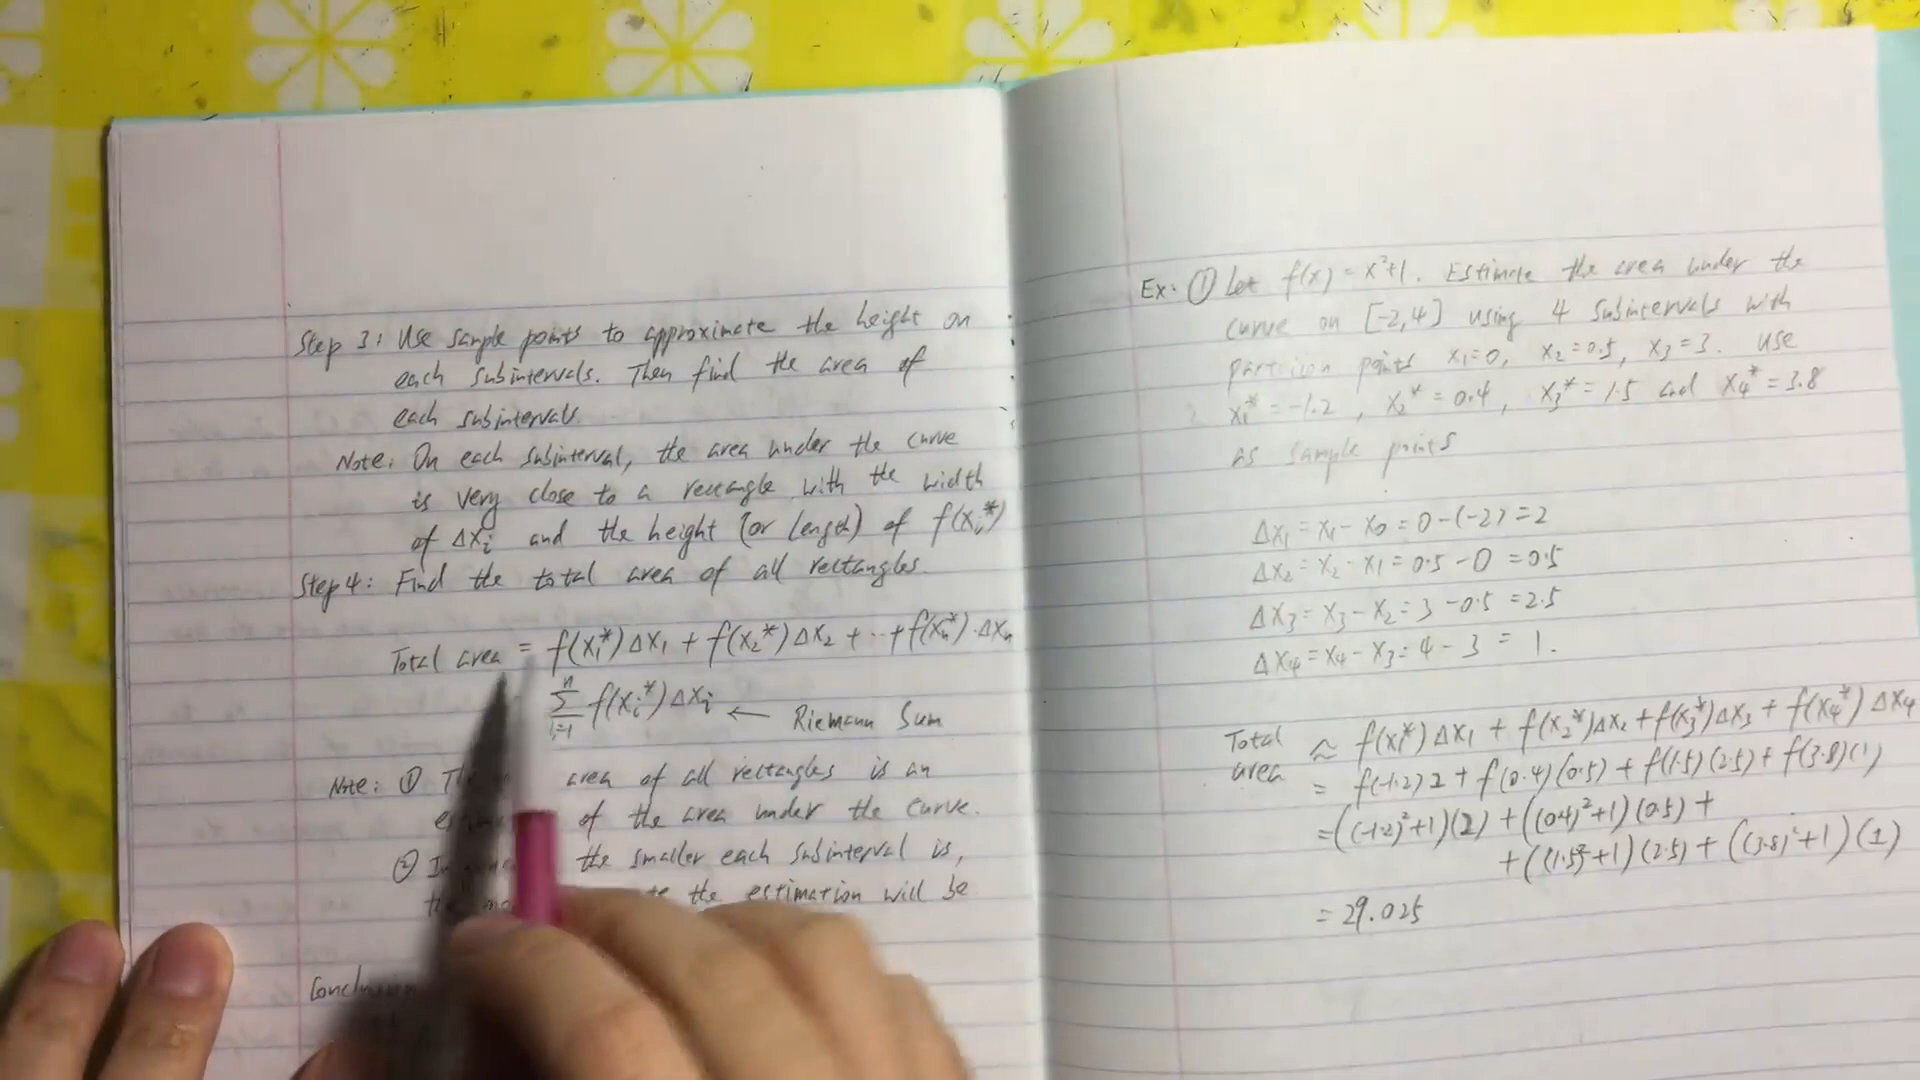 Step 3: Use sample points to approximate the height on
each subintervals. Then find the area of
each subintervals.
Note: On each subinterval, the area under the curve
is very close to a rectangle with the width
of Δxᵢ and the height (or length) of f(xᵢ*)
Step 4: Find the total area of all rectangles.
Total area = f(x₁*)Δx₁ + f(x₂*)Δx₂ + ··· + f(xₙ*)·Δxₙ
∑ᵢ₌₁ⁿ f(xᵢ*)Δxᵢ ← Riemann Sum
Note: ① area of all rectangles is an
of the area under the curve.
② the smaller each subinterval is,
the the estimation will be
Ex: ① Let f(x) = x²+1. Estimate the area under the
curve on [-2,4] using 4 subintervals with
partition points x₁=0, x₂=0.5, x₃=3. Use
x₁* = -1.2, x₂* = 0.4, x₃* = 1.5 and x₄* = 3.8
as sample points
Δx₁ = x₁ - x₀ = 0-(-2) = 2
Δx₂ = x₂ - x₁ = 0.5 - 0 = 0.5
Δx₃ = x₃ - x₂ = 3 - 0.5 = 2.5
Δx₄ = x₄ - x₃ = 4 - 3 = 1.
Total area ≈ f(x₁*)Δx₁ + f(x₂*)Δx₂ + f(x₃*)Δx₃ + f(x₄*)Δx₄
= f(-1.2)2 + f(0.4)(0.5) + f(1.5)(2.5) + f(3.8)(1)
= ((-1.2)²+1)(2) + ((0.4)²+1)(0.5) +
+ ((1.5)²+1)(2.5) + ((3.8)²+1)(1)
= 29.025